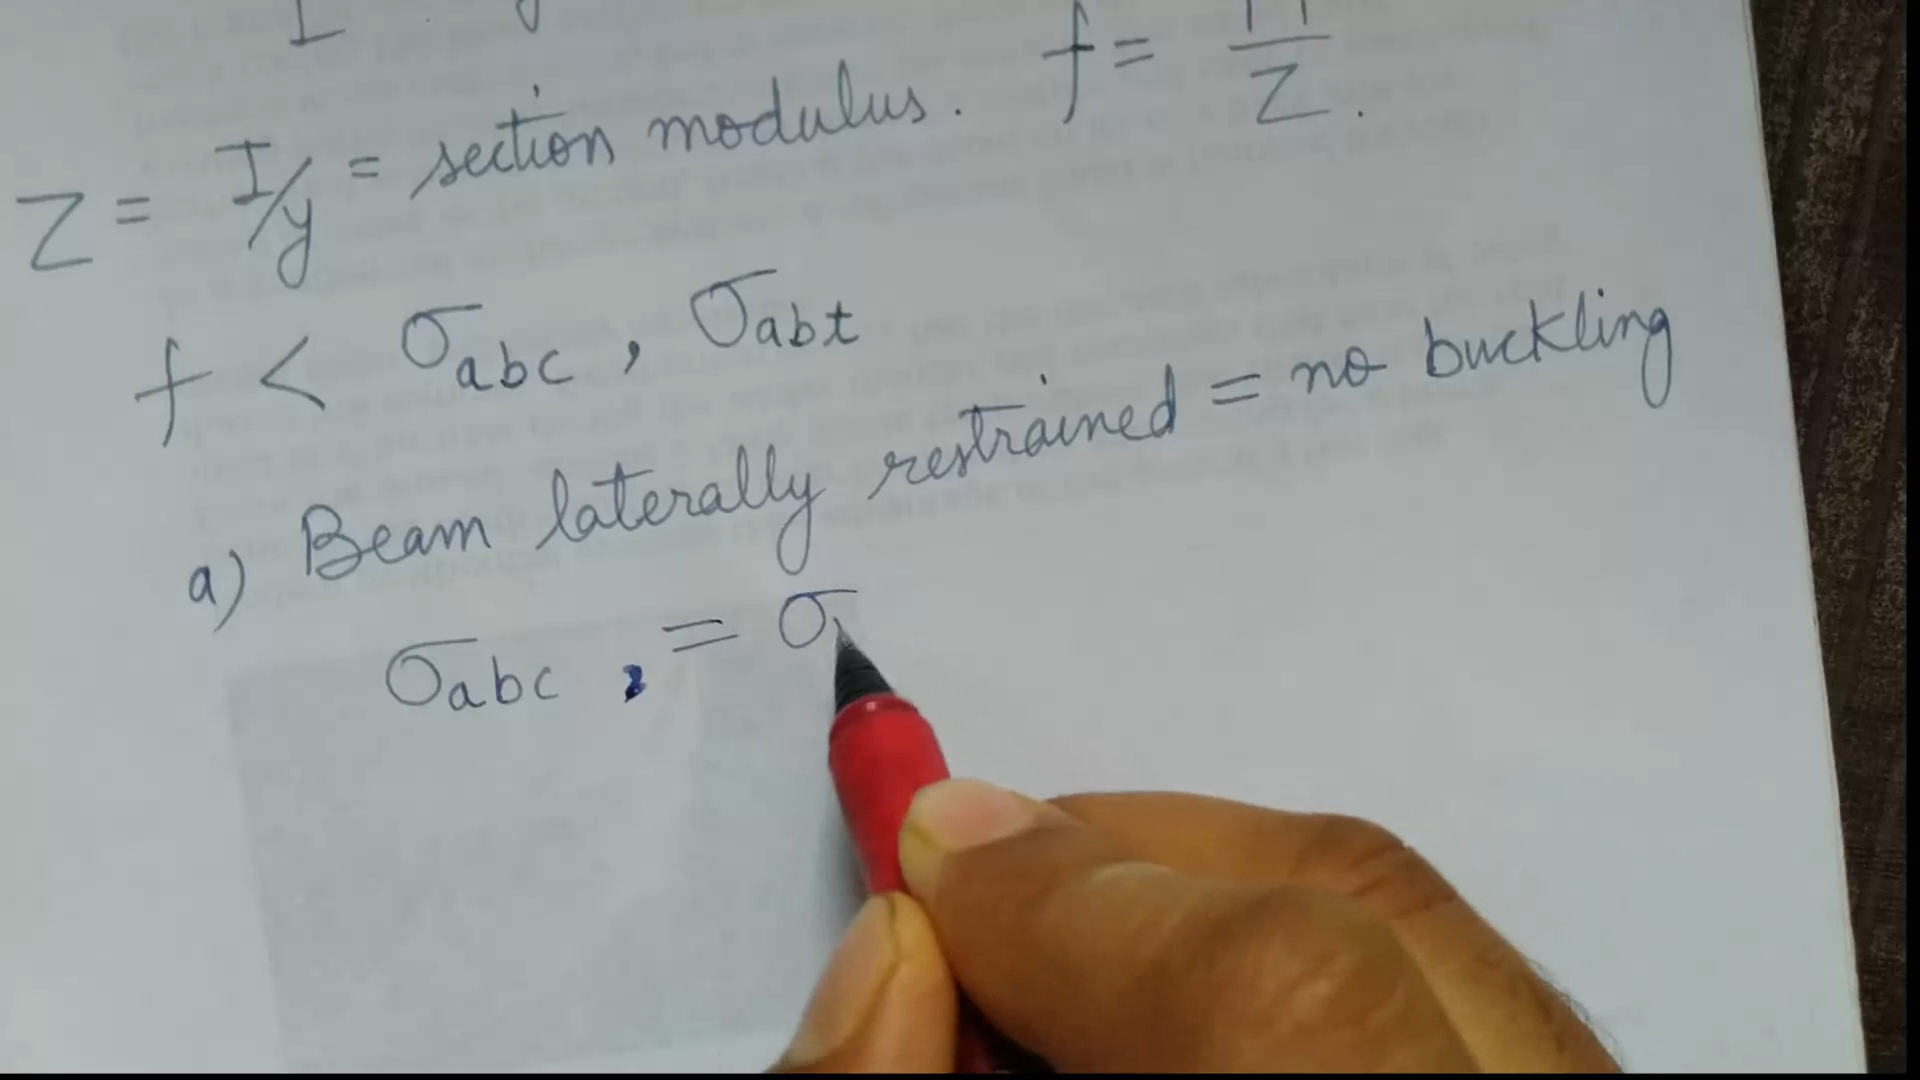 f = M/Z.
Z = I/y = section modulus.
f < σabc, σabt
a) Beam laterally restrained = no buckling
σabc, = σ